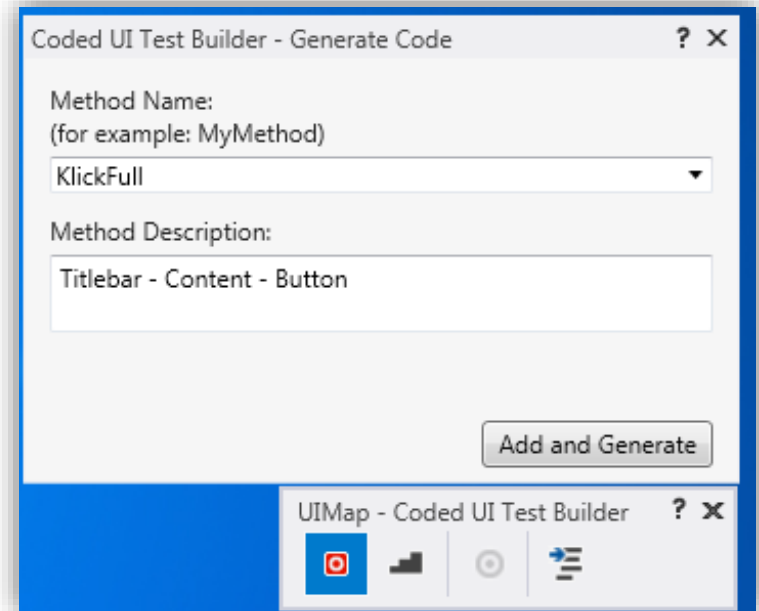 Coded UI Test Builder - Generate Code ? X
Method Name:
(for example: MyMethod)
KlickFull
Method Description:
Titlebar - Content - Button
Add and Generate
UIMap - Coded UI Test Builder ? X